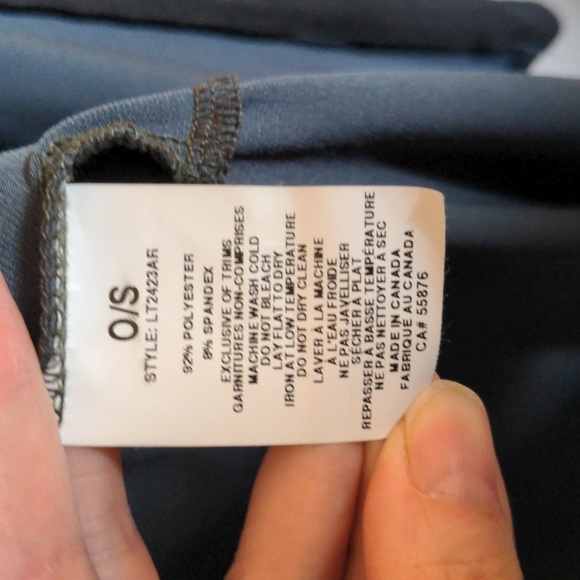 O/S
STYLE: LT2423AR
92% POLYESTER
8% SPANDEX
EXCLUSIVE OF TRIMS
GARNITURES NON-COMPRISES
MACHINE WASH COLD
DO NOT BLEACH
LAY FLAT TO DRY
IRON AT LOW TEMPERATURE
DO NOT DRY CLEAN
LAVER À LA MACHINE
À L'EAU FROIDE
NE PAS JAVELLISER
SÉCHER À PLAT
REPASSER A BASSE TEMPÉRATURE
NE PAS NETTOYER A SEC
MADE IN CANADA
FABRIQUE AU CANADA
CA# 55876